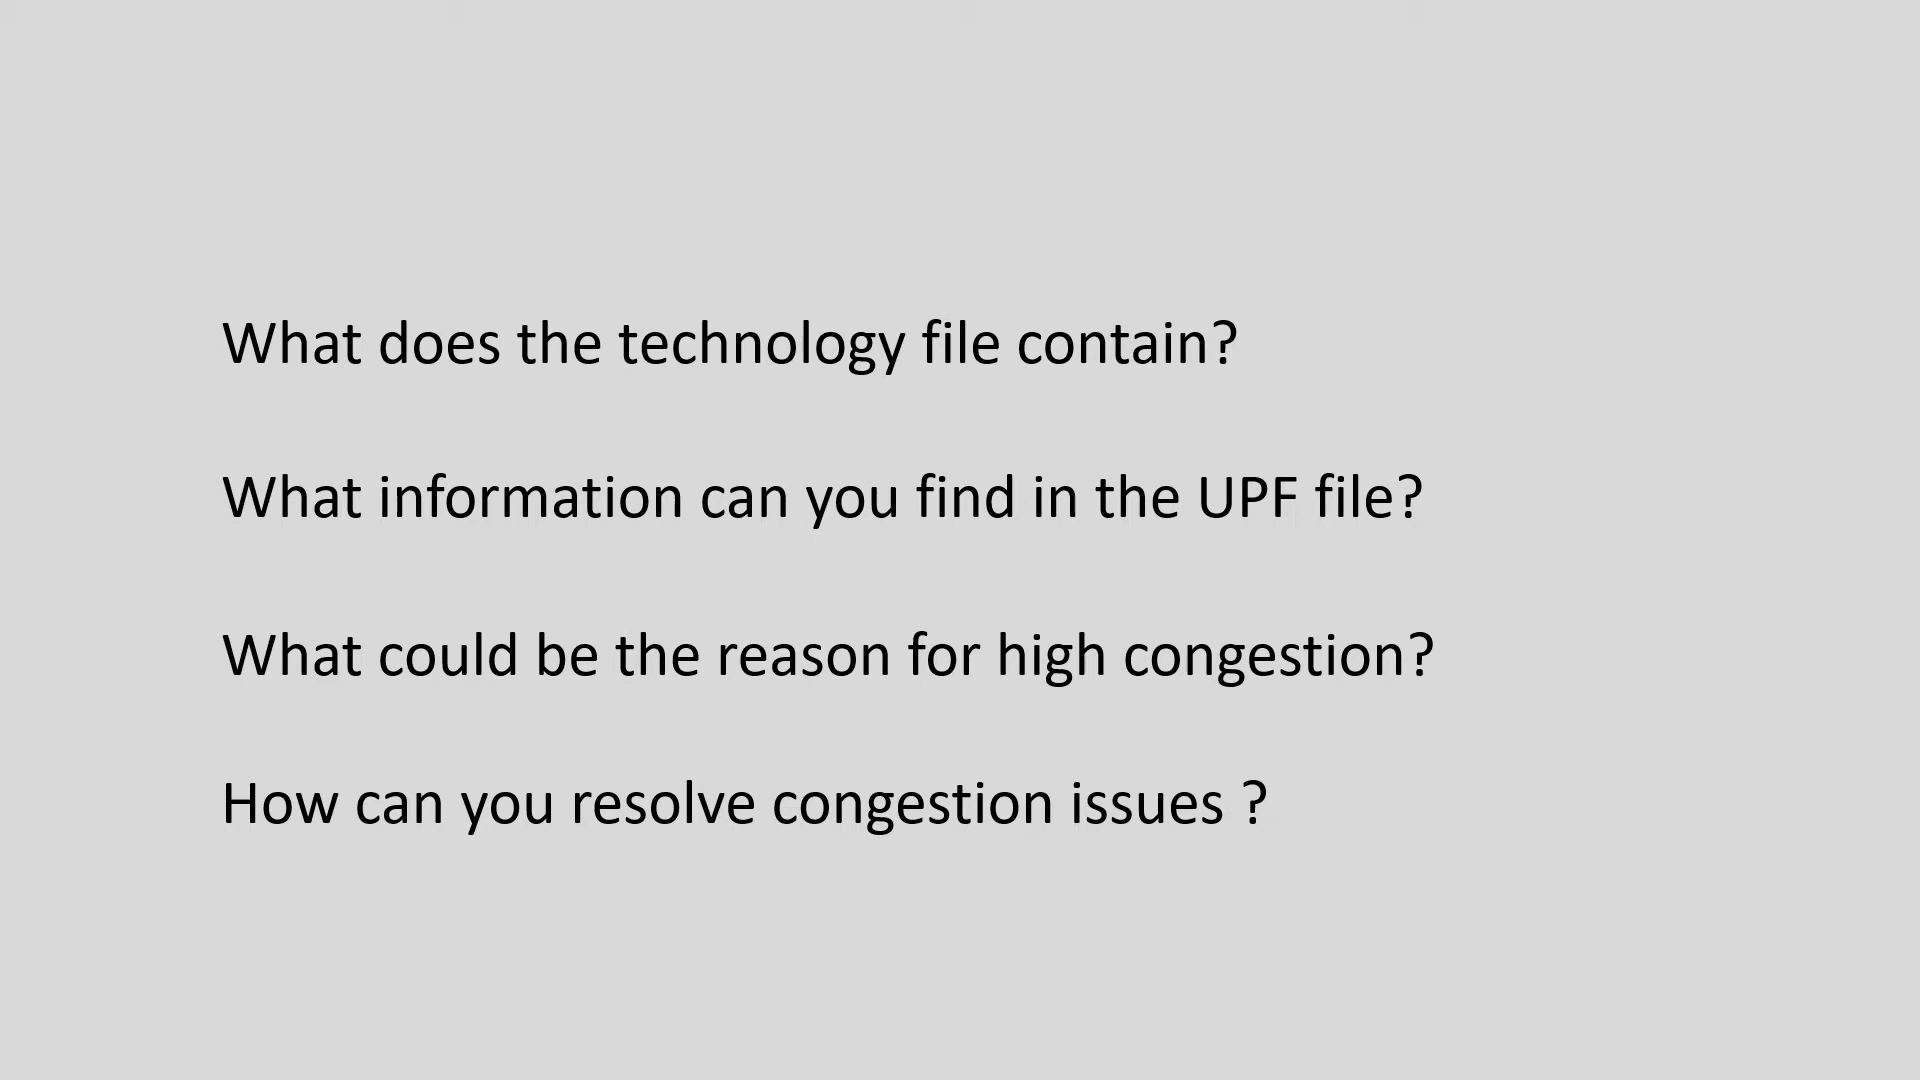 What does the technology file contain?
What information can you find in the UPF file?
What could be the reason for high congestion?
How can you resolve congestion issues ?